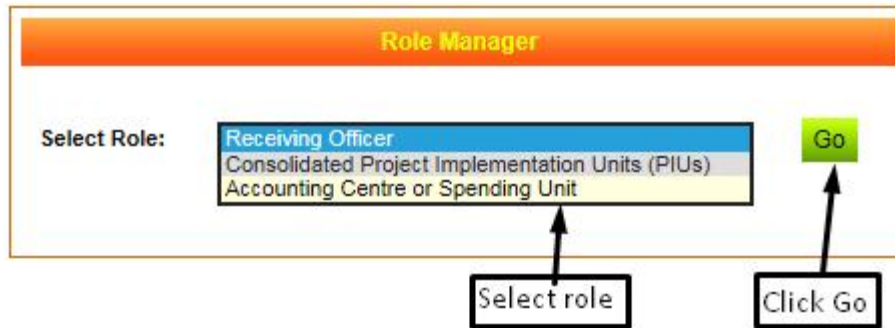 Role Manager
Select Role:
Receiving Officer
Consolidated Project Implementation Units (PIUs)
Accounting Centre or Spending Unit
Go
Select role
Click Go